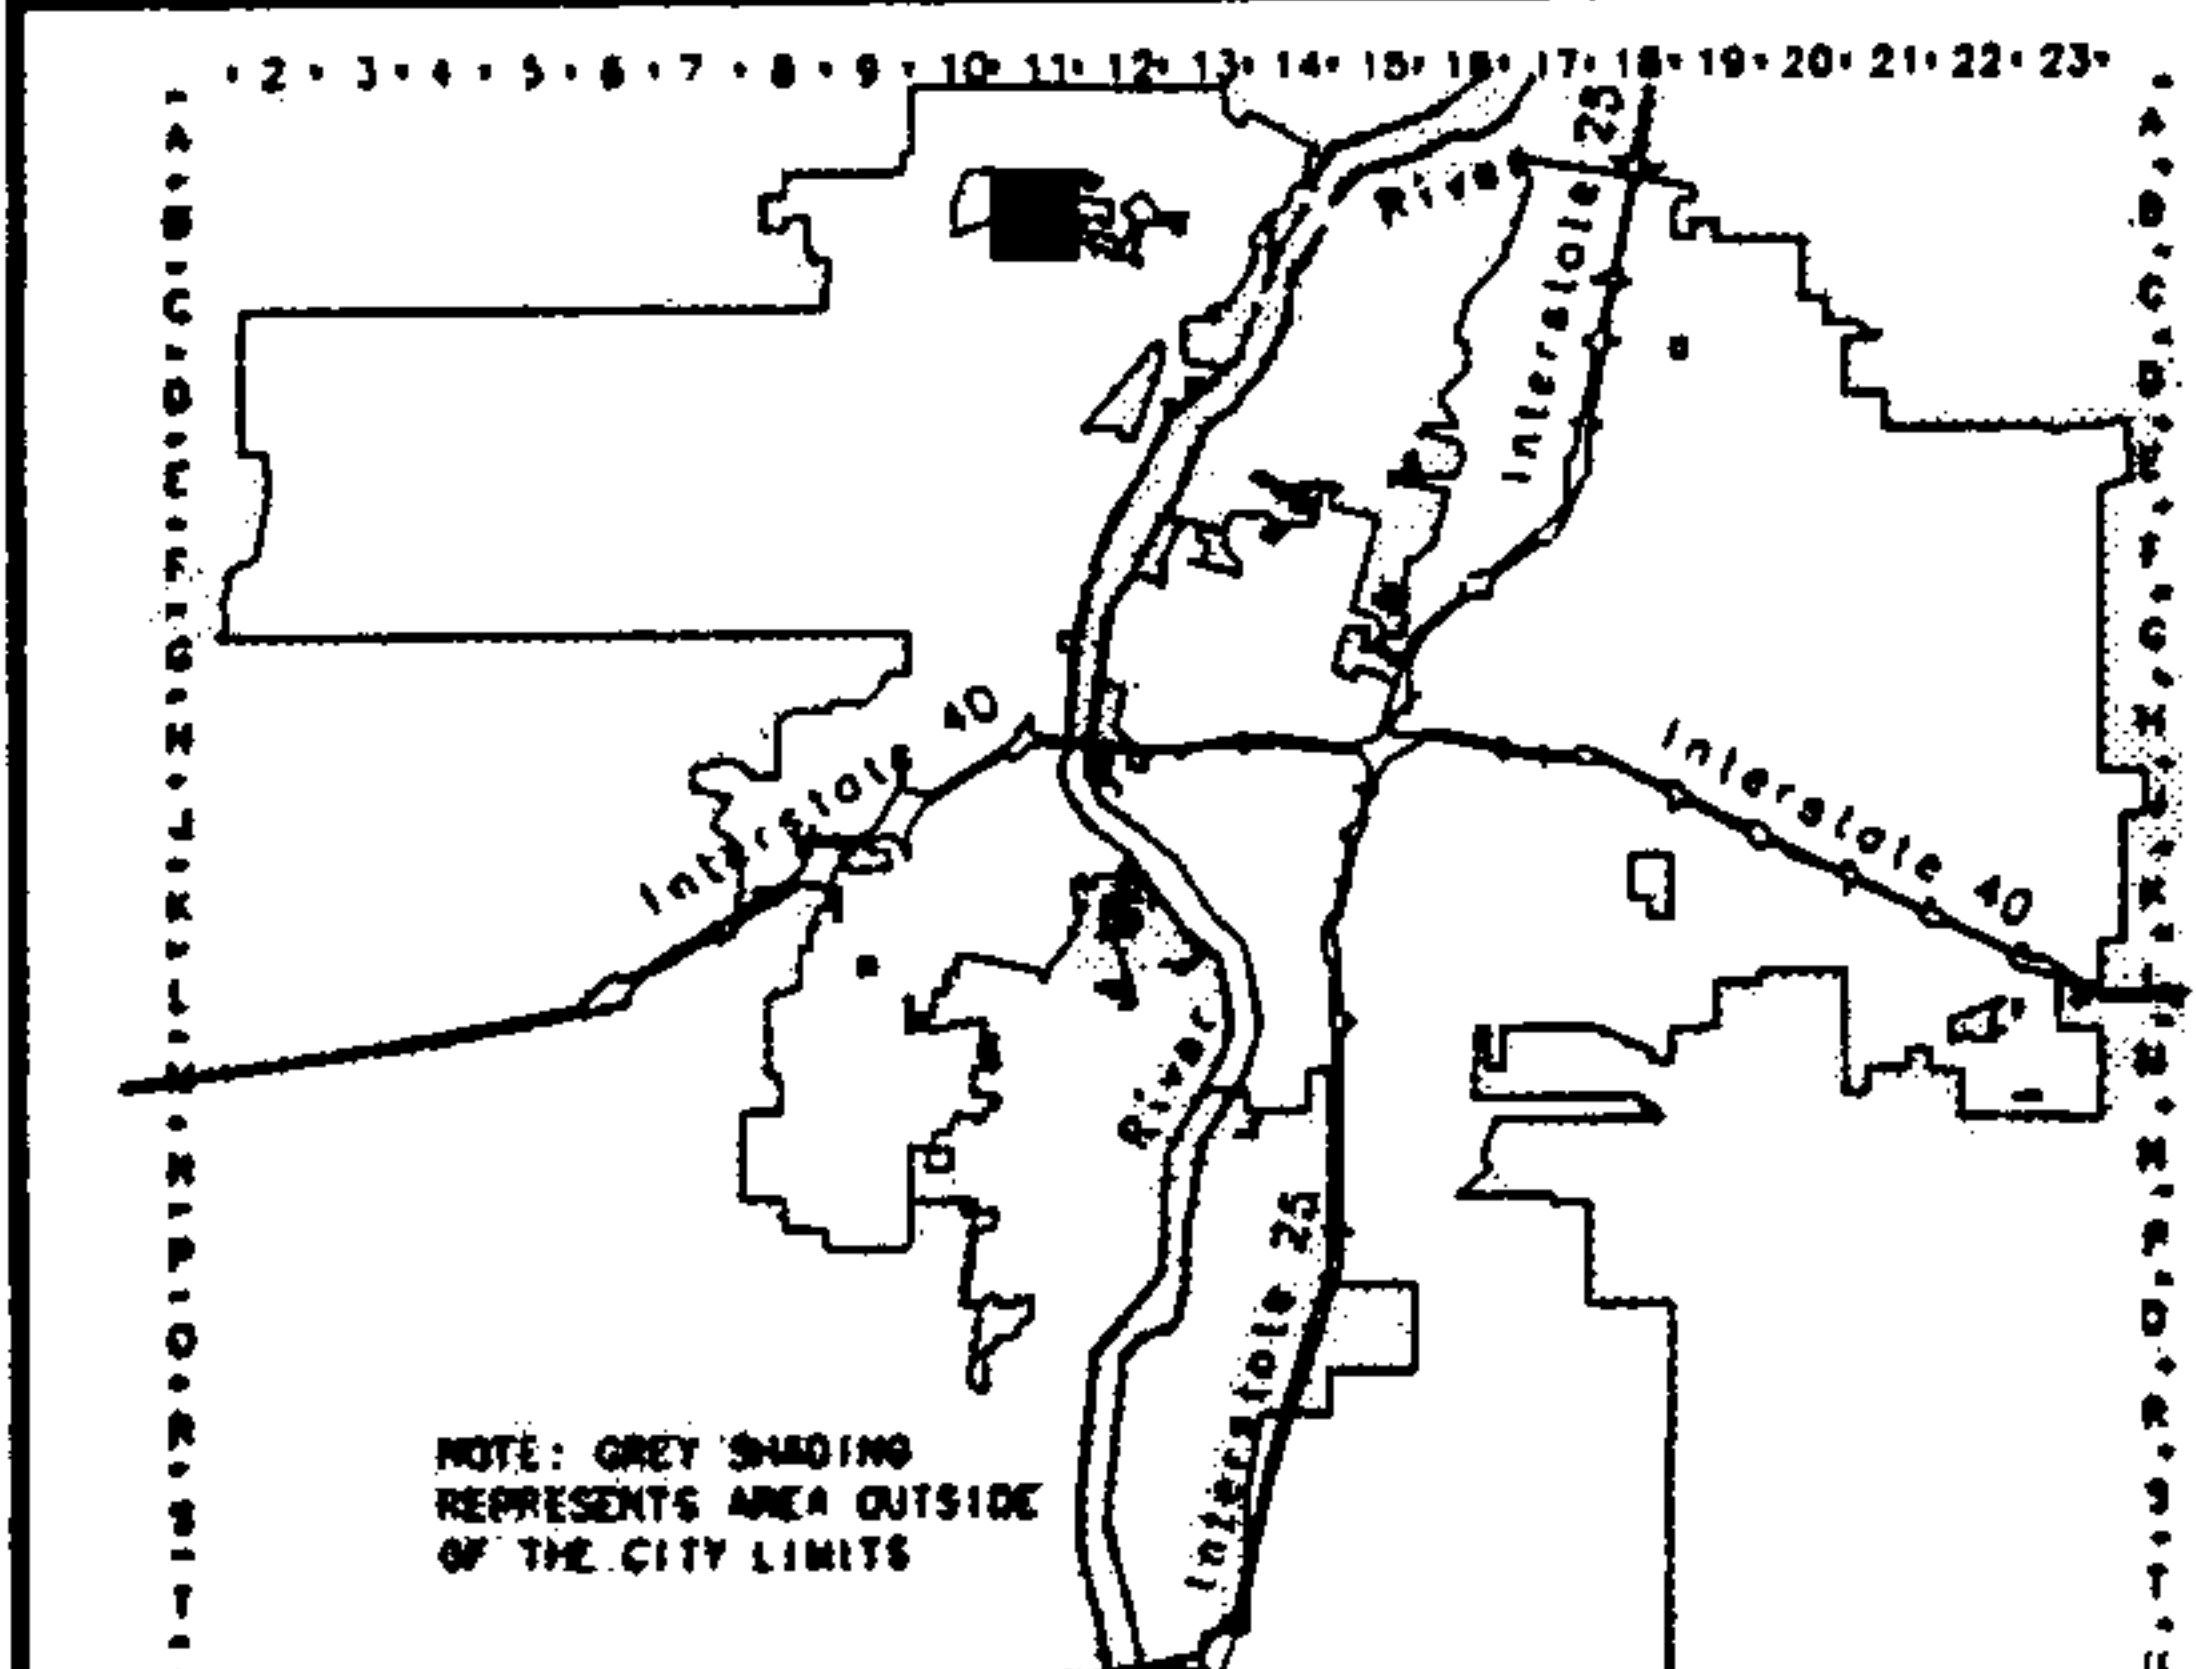 2 3 4 5 6 7 8 9 10 11 12 13 14 15 16 17 18 19 20 21 22 23
A A
B B
C C
D D
E E
F F
G G
H H
J J
K K
L L
M M
N N
P P
Q Q
R R
S S
T T
River
Interstate 25
Interstate 40
Interstate 40
River
Interstate 25
NOTE: GREY SHADING
REPRESENTS AREA OUTSIDE
OF THE CITY LIMITS